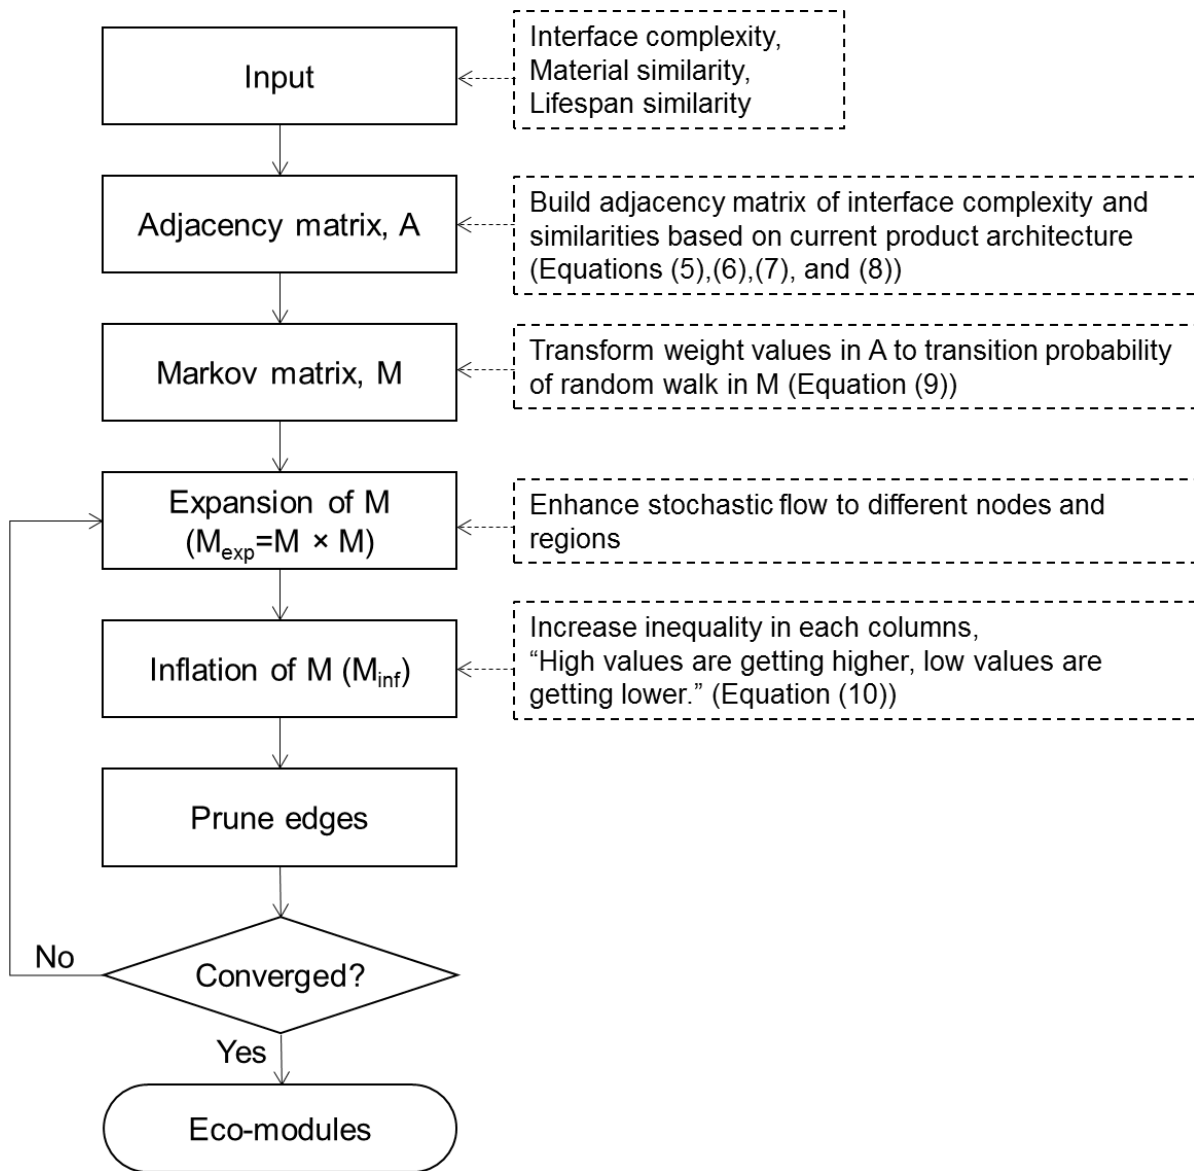 Input
Interface complexity,
Material similarity,
Lifespan similarity
Adjacency matrix, A
Build adjacency matrix of interface complexity and
similarities based on current product architecture
(Equations (5),(6),(7), and (8))
Markov matrix, M
Transform weight values in A to transition probability
of random walk in M (Equation (9))
Expansion of M
(Mexp=M × M)
Enhance stochastic flow to different nodes and
regions
Inflation of M (Minf)
Increase inequality in each columns,
“High values are getting higher, low values are
getting lower.” (Equation (10))
Prune edges
Converged?
No
Yes
Eco-modules